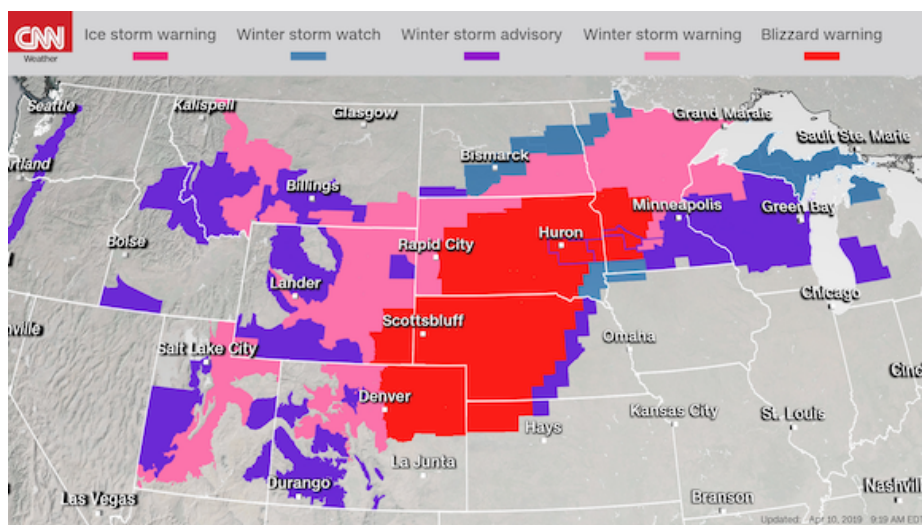 CNN
Weather
Ice storm warning
Winter storm watch
Winter storm advisory
Winter storm warning
Blizzard warning
Seattle
Kalispell
Glasgow
Grand Marais
Sault Ste. Marie
Bismarck
Billings
Minneapolis
Green Bay
Boise
Rapid City
Huron
Lander
Chicago
Scottsbluff
Salt Lake City
Omaha
Denver
Kansas City
St. Louis
Hays
La Junta
Durango
Las Vegas
Branson
Updated: Apr 10, 2019 9:19 AM EDT